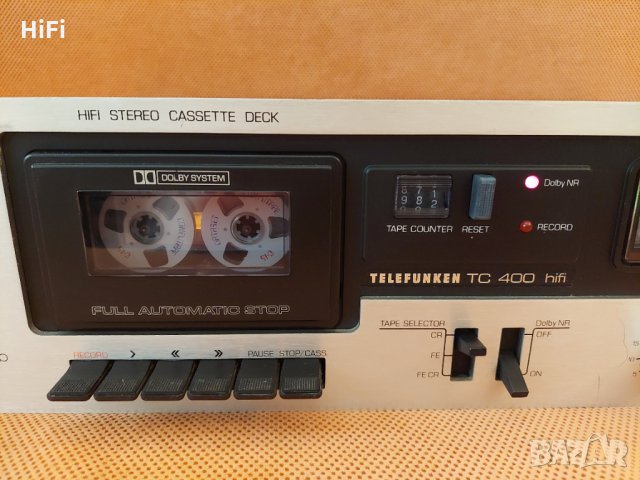 HiFi
HIFI STEREO CASSETTE DECK
DOLBY SYSTEM
FULL AUTOMATIC STOP
TAPE COUNTER RESET
Dolby NR
RECORD
TELEFUNKEN TC 400 hifi
TAPE SELECTOR
CR
FE
FE CR
Dolby NR
OFF
ON
RECORD > << >> PAUSE STOP/CASS
BAZAR